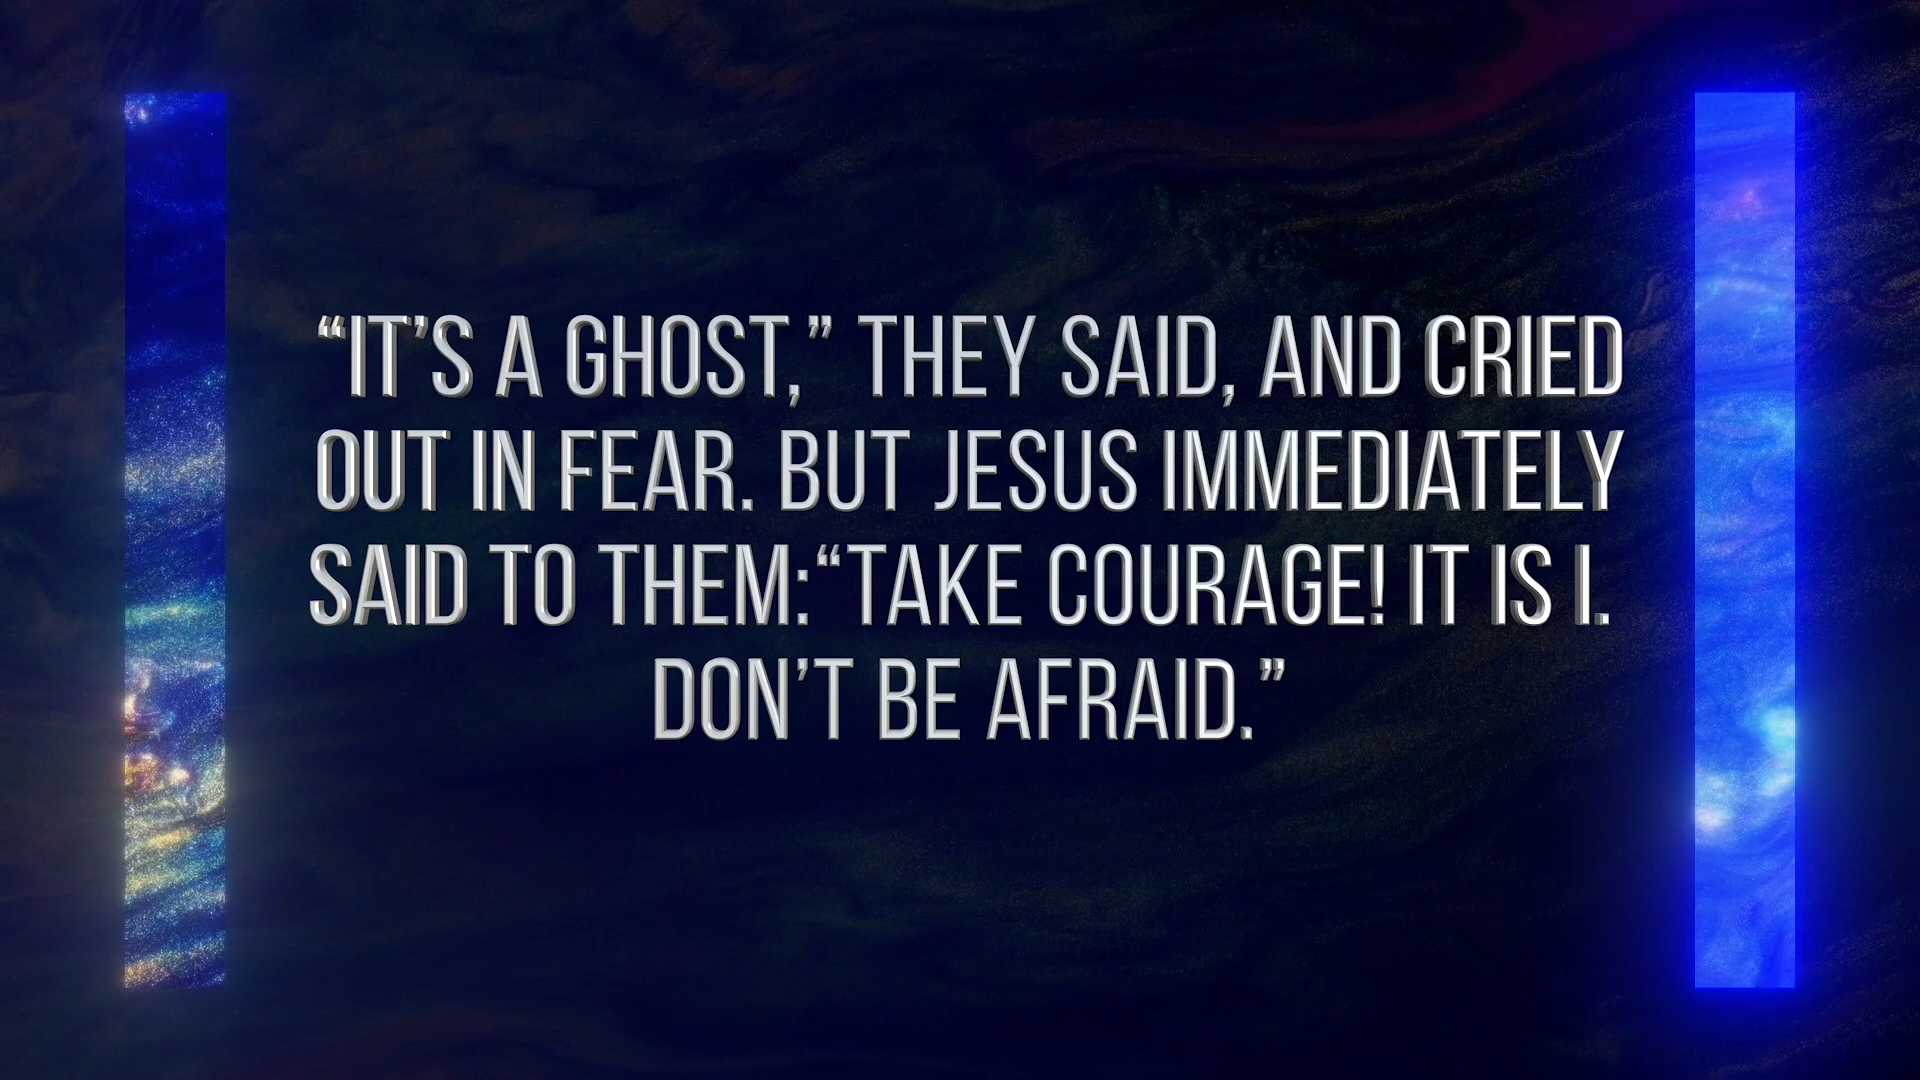 “IT’S A GHOST,” THEY SAID, AND CRIED
OUT IN FEAR. BUT JESUS IMMEDIATELY
SAID TO THEM:“TAKE COURAGE! IT IS I.
DON’T BE AFRAID.”